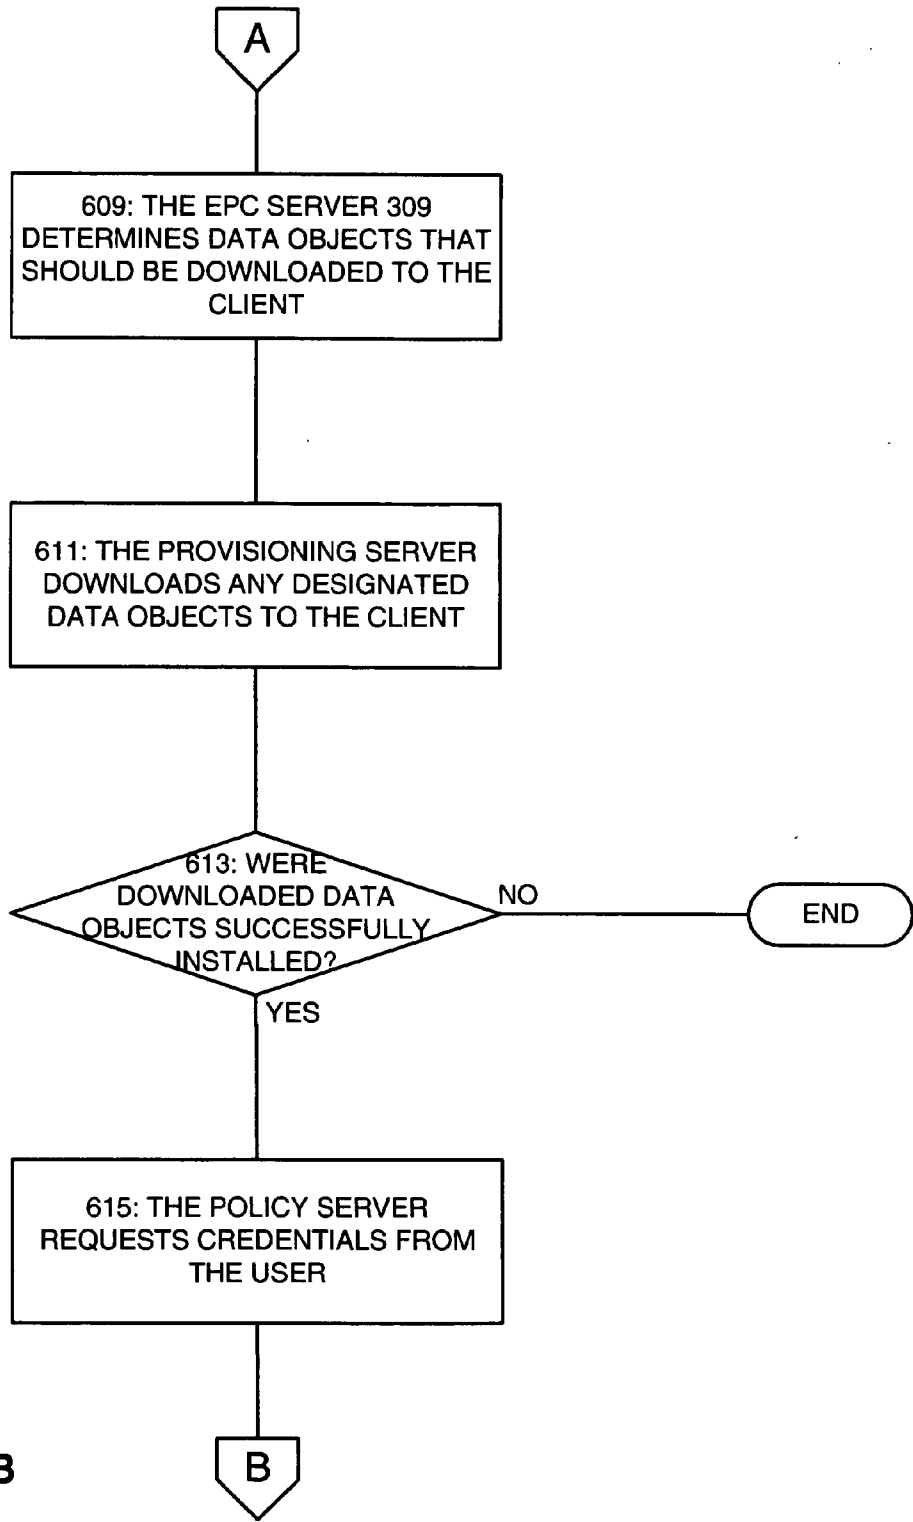 A
609: THE EPC SERVER 309
DETERMINES DATA OBJECTS THAT
SHOULD BE DOWNLOADED TO THE
CLIENT
611: THE PROVISIONING SERVER
DOWNLOADS ANY DESIGNATED
DATA OBJECTS TO THE CLIENT
613: WERE
DOWNLOADED DATA
OBJECTS SUCCESSFULLY
INSTALLED?
NO
END
YES
615: THE POLICY SERVER
REQUESTS CREDENTIALS FROM
THE USER
B
B